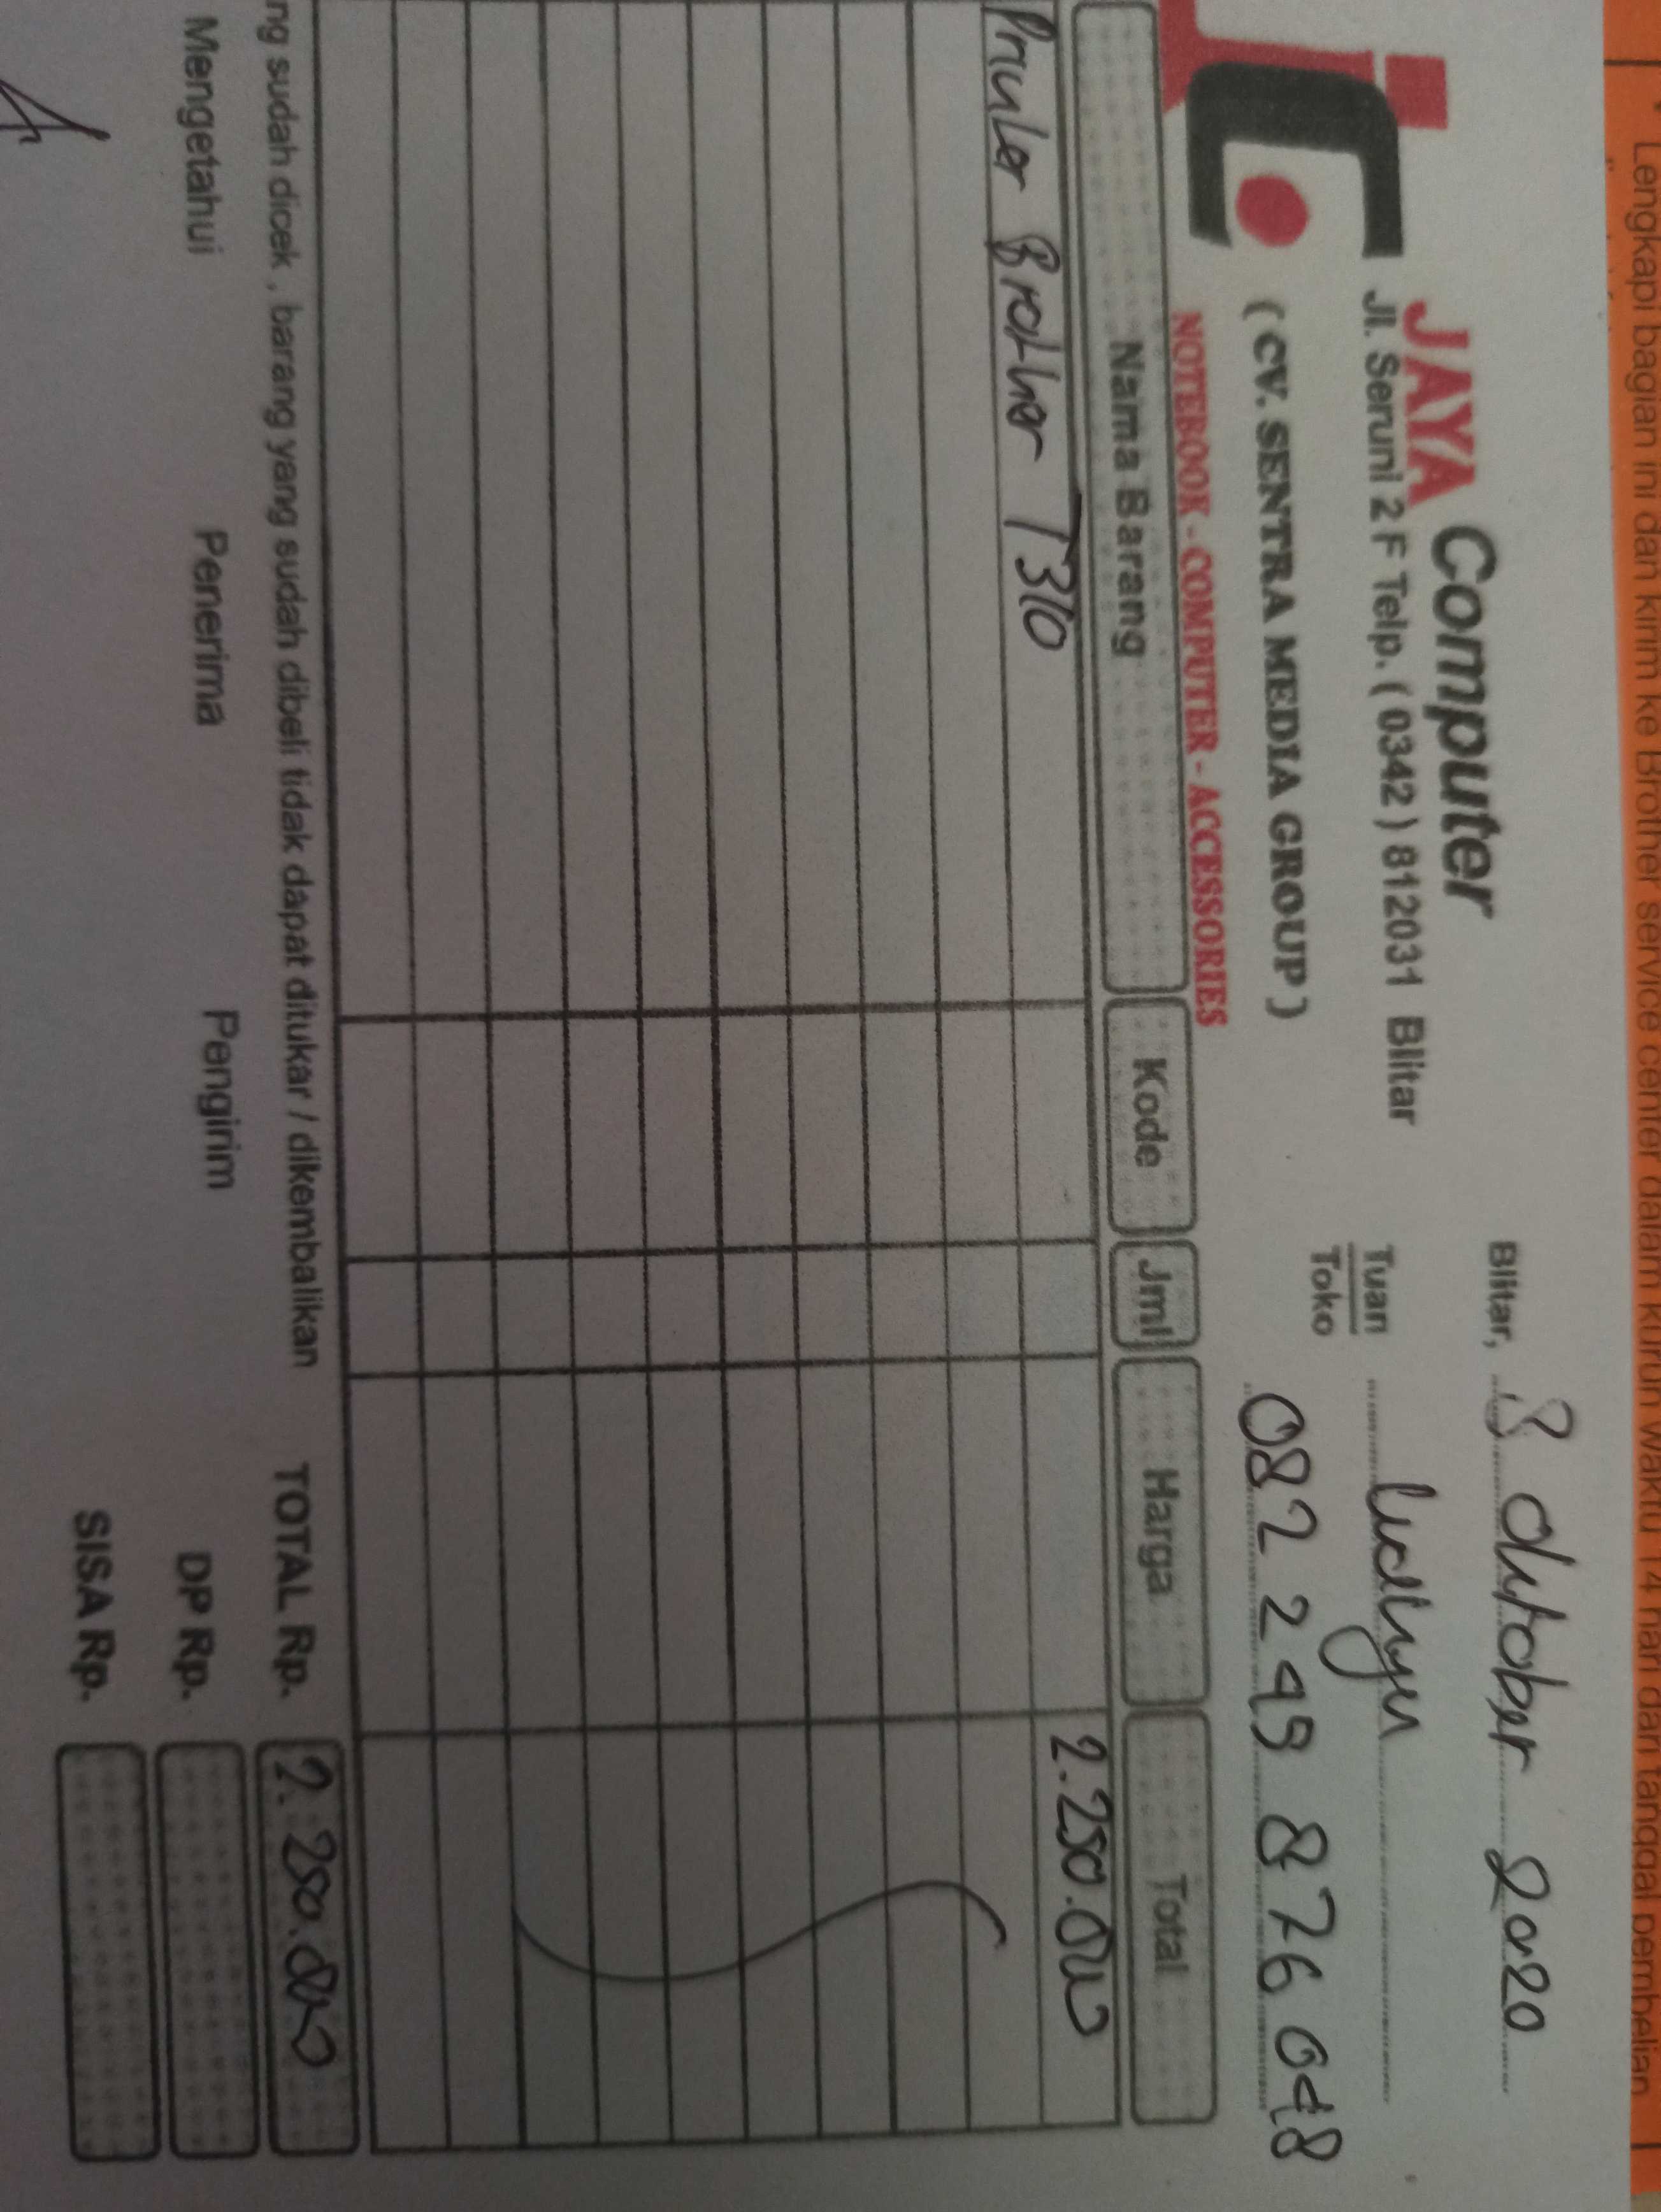 Lengkapi bagian ini dan kirim ke Brother service center dalam kurun waktu 14 hari dari tanggal pembelian
JAYA Computer
Jl. Seruni 2 F Telp. ( 0342 ) 812031 Blitar
( CV. SENTRA MEDIA GROUP )
NOTEBOOK - COMPUTER - ACCESSORIES
Blitar, Oktober 2020
Tuan
Toko
082 249 876 048
Nama Barang Kode Jml Harga Total
Printer Brother T310 2.250.000
ng sudah dicek , barang yang sudah dibeli tidak dapat ditukar / dikembalikan
TOTAL Rp. 2.250.000
Mengetahui Penerima Pengirim
DP Rp.
SISA Rp.